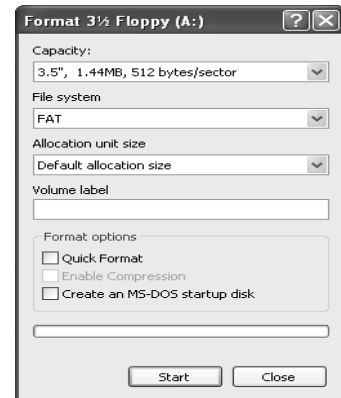 Format 3½ Floppy (A:)
Capacity:
3.5", 1.44MB, 512 bytes/sector
File system
FAT
Allocation unit size
Default allocation size
Volume label
Format options
Quick Format
Enable Compression
Create an MS-DOS startup disk
Start Close